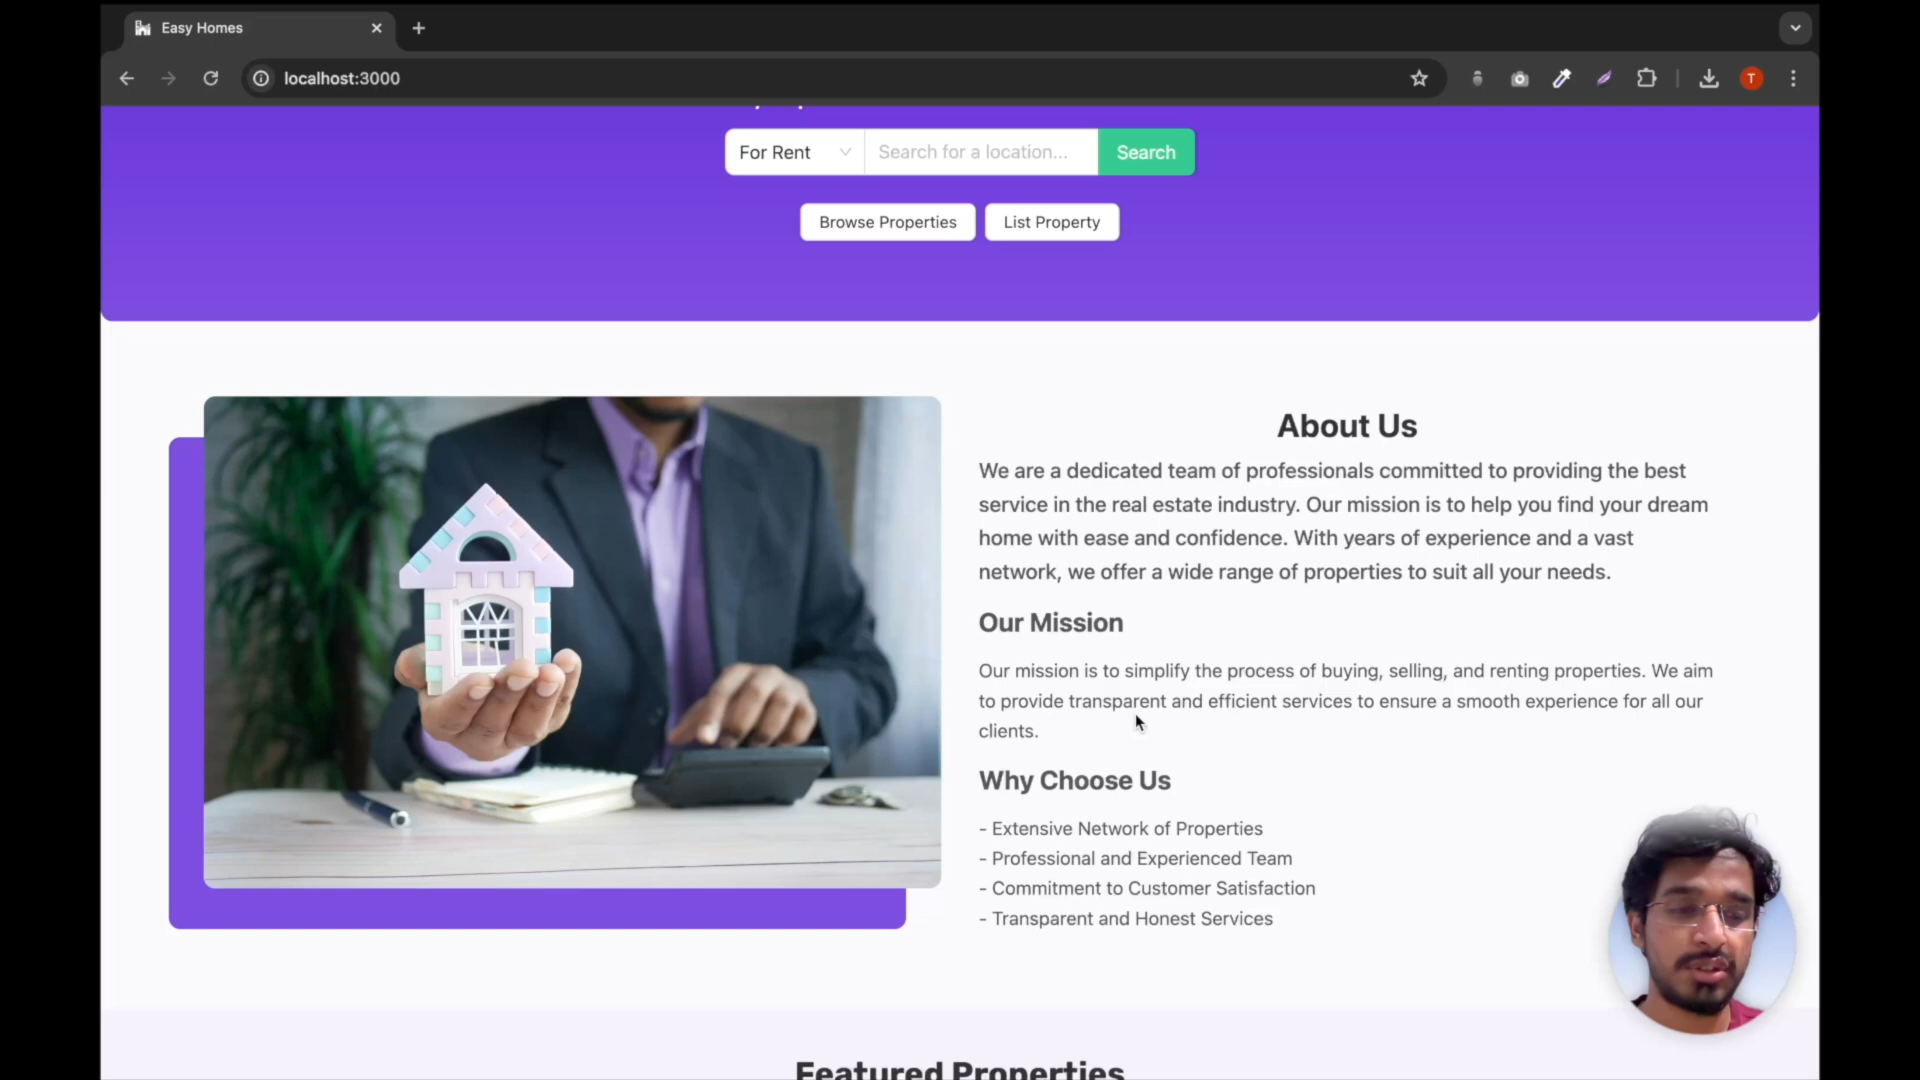 Easy Homes
localhost:3000
T
For Rent
Search for a location...
Search
Browse Properties
List Property
About Us
We are a dedicated team of professionals committed to providing the best
service in the real estate industry. Our mission is to help you find your dream
home with ease and confidence. With years of experience and a vast
network, we offer a wide range of properties to suit all your needs.
Our Mission
Our mission is to simplify the process of buying, selling, and renting properties. We aim
to provide transparent and efficient services to ensure a smooth experience for all our
clients.
Why Choose Us
- Extensive Network of Properties
- Professional and Experienced Team
- Commitment to Customer Satisfaction
- Transparent and Honest Services
Featured Properties